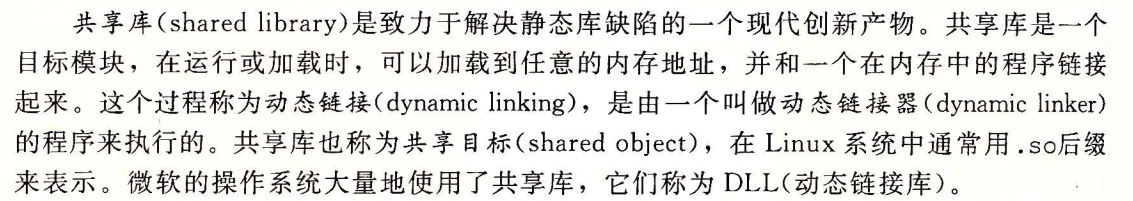 共享库(shared library)是致力于解决静态库缺陷的一个现代创新产物。共享库是一个
目标模块，在运行或加载时，可以加载到任意的内存地址，并和一个在内存中的程序链接
起来。这个过程称为动态链接(dynamic linking)，是由一个叫做动态链接器(dynamic linker)
的程序来执行的。共享库也称为共享目标(shared object)，在 Linux 系统中通常用.so后缀
来表示。微软的操作系统大量地使用了共享库，它们称为 DLL(动态链接库)。